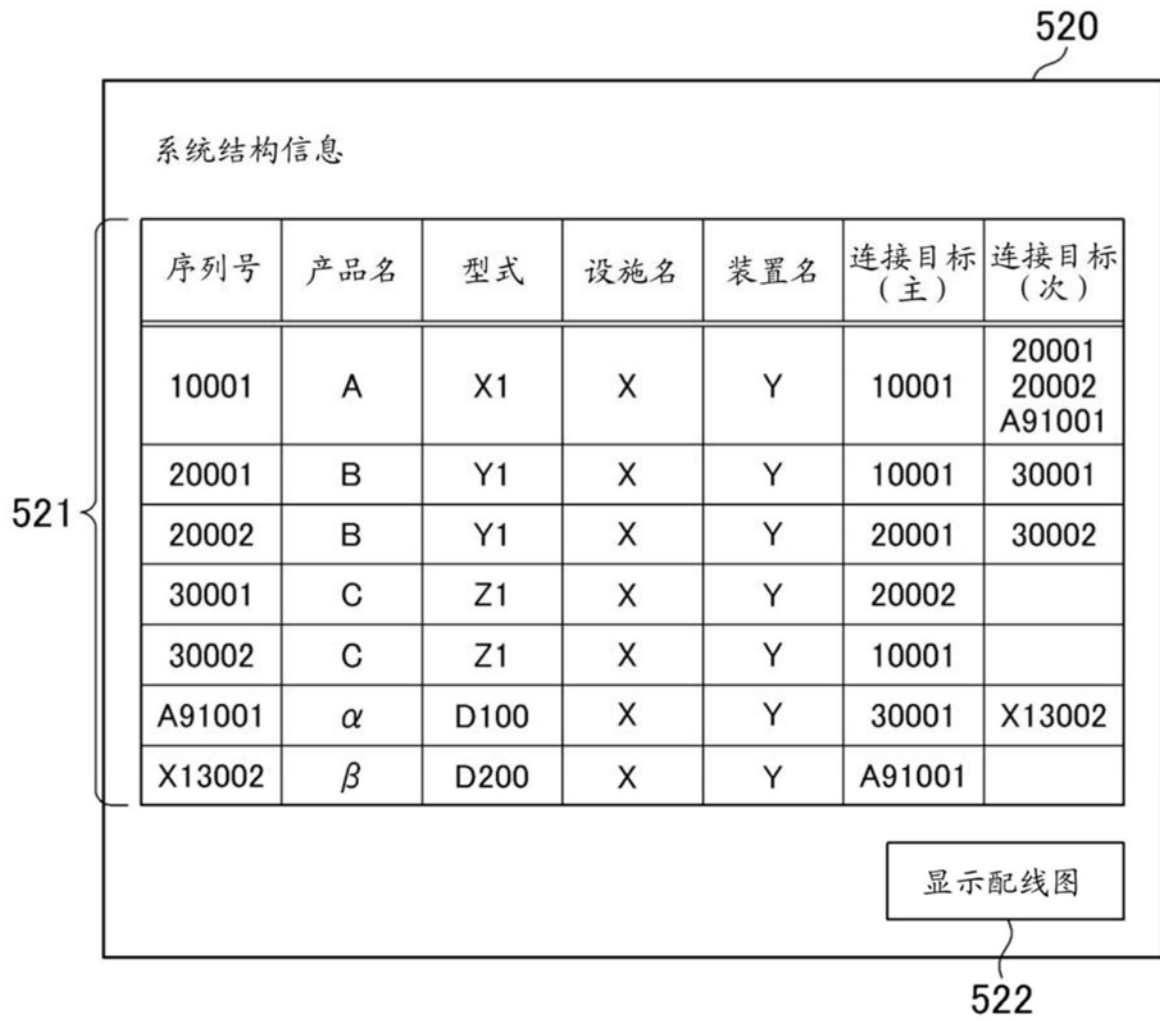 520
系统结构信息
序列号 产品名 型式 设施名 装置名 连接目标（主） 连接目标（次）
10001 A X1 X Y 10001 20001 20002 A91001
20001 B Y1 X Y 10001 30001
20002 B Y1 X Y 20001 30002
30001 C Z1 X Y 20002
30002 C Z1 X Y 10001
A91001 α D100 X Y 30001 X13002
X13002 β D200 X Y A91001
521
显示配线图
522